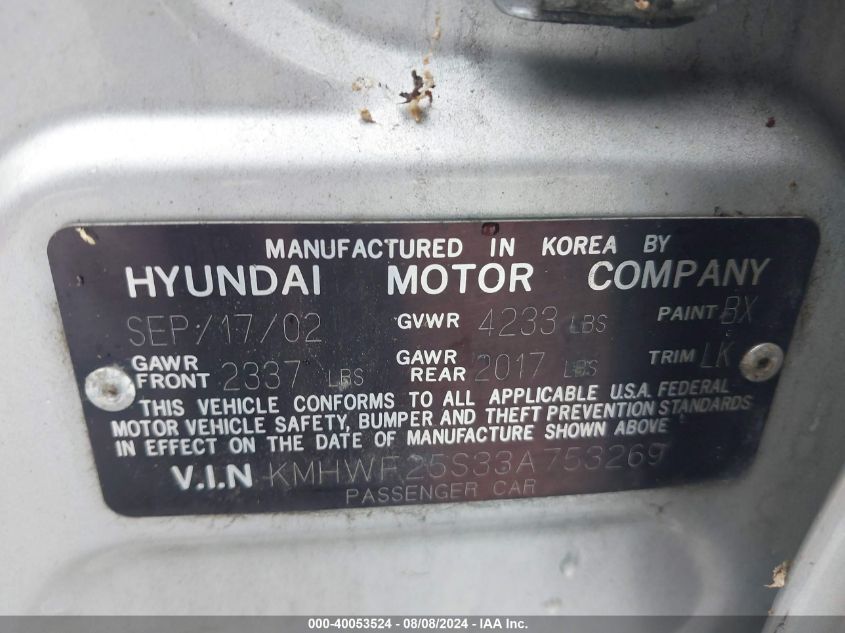 MANUFACTURED IN KOREA BY
HYUNDAI MOTOR COMPANY
SEP/17/02 GVWR 4233 LBS PAINT BX
GAWR FRONT 2337 LBS GAWR REAR 2017 LBS TRIM LK
THIS VEHICLE CONFORMS TO ALL APPLICABLE U.S.A. FEDERAL
MOTOR VEHICLE SAFETY, BUMPER AND THEFT PREVENTION STANDARDS
IN EFFECT ON THE DATE OF MANUFACTURE SHOWN ABOVE
V.I.N KMHWF25S33A753269
PASSENGER CAR
000-40053524 | 08/08/2024 | IAA Inc.